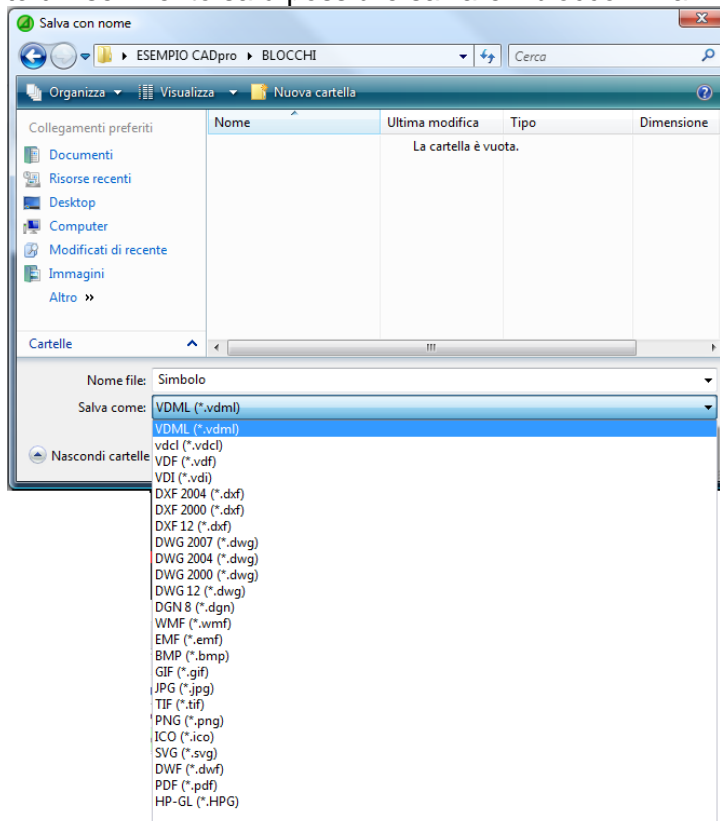 Salva con nome
ESEMPIO CADpro BLOCCHI Cerca
Organizza Visualizza Nuova cartella
Collegamenti preferiti
Nome Ultima modifica Tipo Dimensione
La cartella è vuota.
Documenti
Risorse recenti
Desktop
Computer
Modificati di recente
Immagini
Altro »
Cartelle
Nome file: Simbolo
Salva come: VDML (*.vdml)
VDML (*.vdml)
vdcl (*.vdcl)
Nascondi cartelle
VDF (*.vdf)
VDI (*.vdi)
DXF 2004 (*.dxf)
DXF 2000 (*.dxf)
DXF 12 (*.dxf)
DWG 2007 (*.dwg)
DWG 2004 (*.dwg)
DWG 2000 (*.dwg)
DWG 12 (*.dwg)
DGN 8 (*.dgn)
WMF (*.wmf)
EMF (*.emf)
BMP (*.bmp)
GIF (*.gif)
JPG (*.jpg)
TIF (*.tif)
PNG (*.png)
ICO (*.ico)
SVG (*.svg)
DWF (*.dwf)
PDF (*.pdf)
HP-GL (*.HPG)